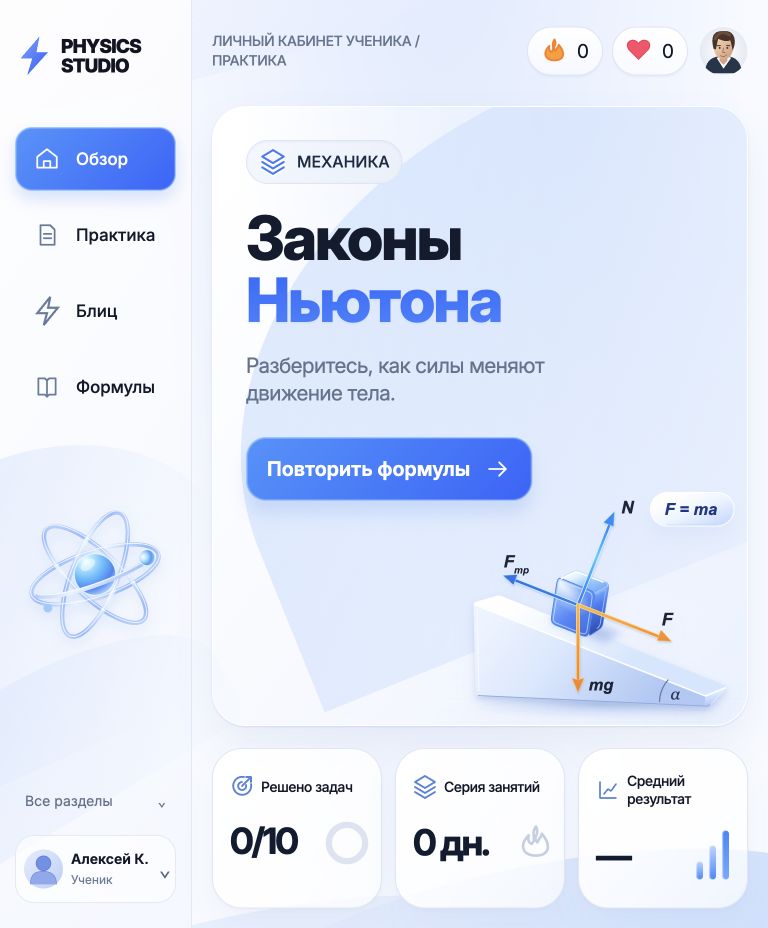 PHYSICS
STUDIO
ЛИЧНЫЙ КАБИНЕТ УЧЕНИКА /
ПРАКТИКА
0
0
Обзор
Практика
Блиц
Формулы
МЕХАНИКА
Законы
Ньютона
Разберитесь, как силы меняют
движение тела.
Повторить формулы
N
F = ma
Fтр
F
mg
α
Все разделы
Алексей К.
Ученик
Решено задач
0/10
Серия занятий
0 дн.
Средний
результат
—